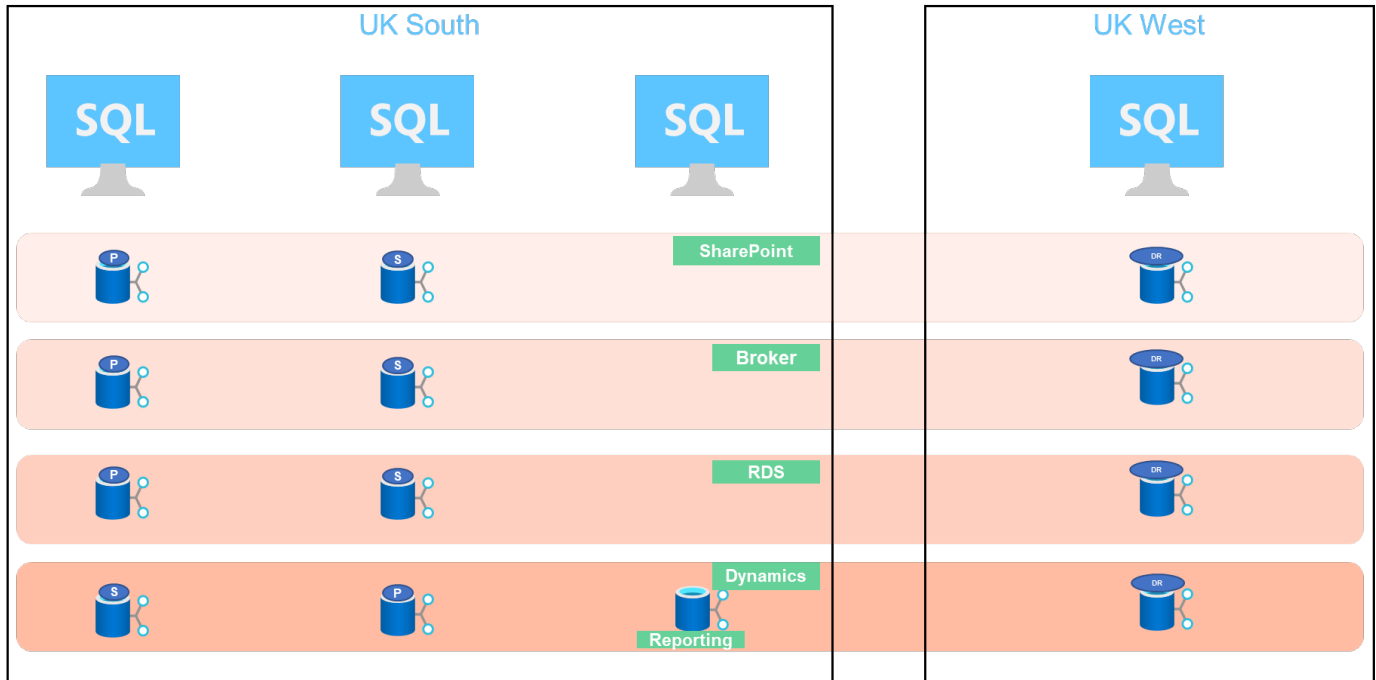 UK South
UK West
SQL
SQL
SQL
SQL
SharePoint
P
S
DR
Broker
P
S
DR
RDS
P
S
DR
Dynamics
S
P
DR
Reporting